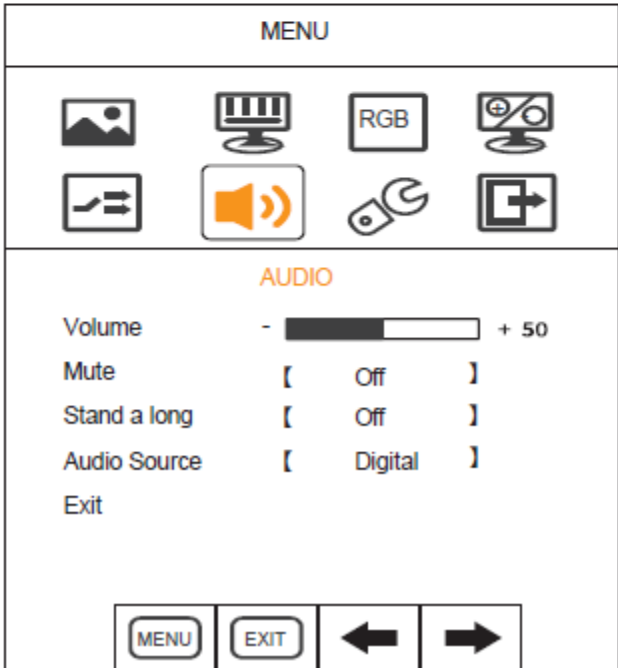 MENU
RGB
AUDIO
Volume - + 50
Mute 【 Off 】
Stand a long 【 Off 】
Audio Source 【 Digital 】
Exit
MENU EXIT